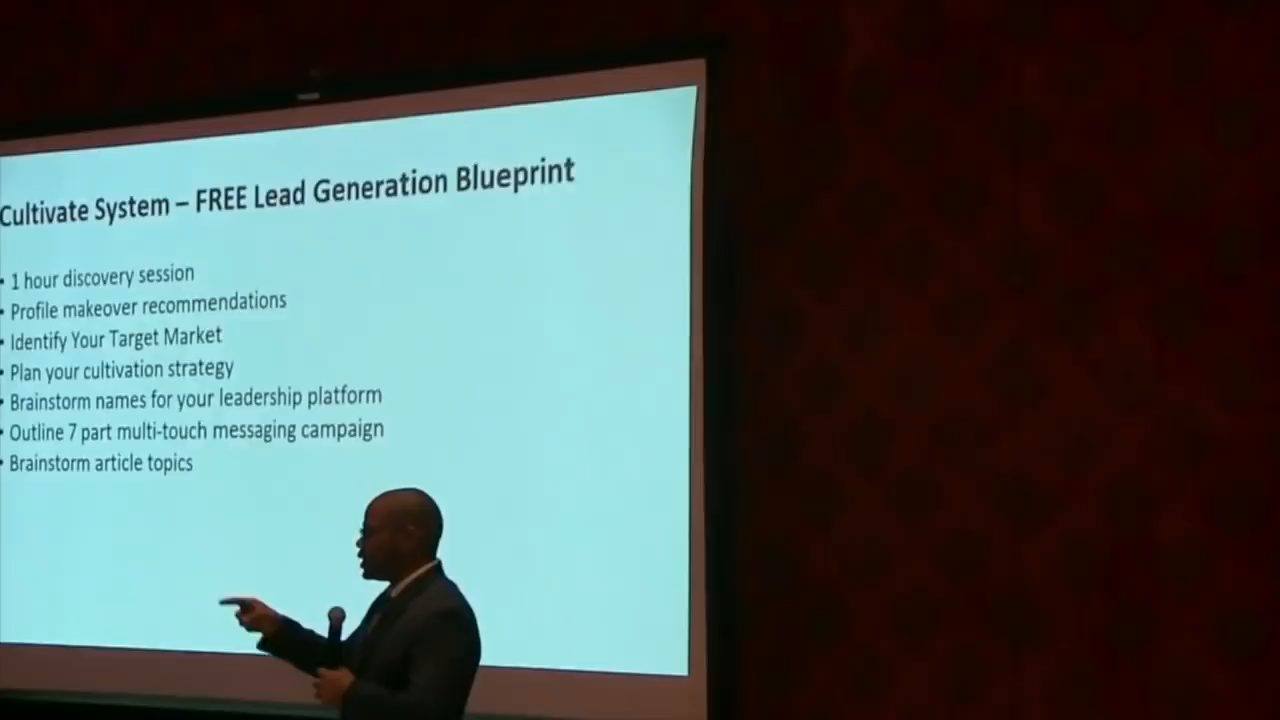 Cultivate System – FREE Lead Generation Blueprint
• 1 hour discovery session
• Profile makeover recommendations
• Identify Your Target Market
• Plan your cultivation strategy
• Brainstorm names for your leadership platform
• Outline 7 part multi-touch messaging campaign
• Brainstorm article topics